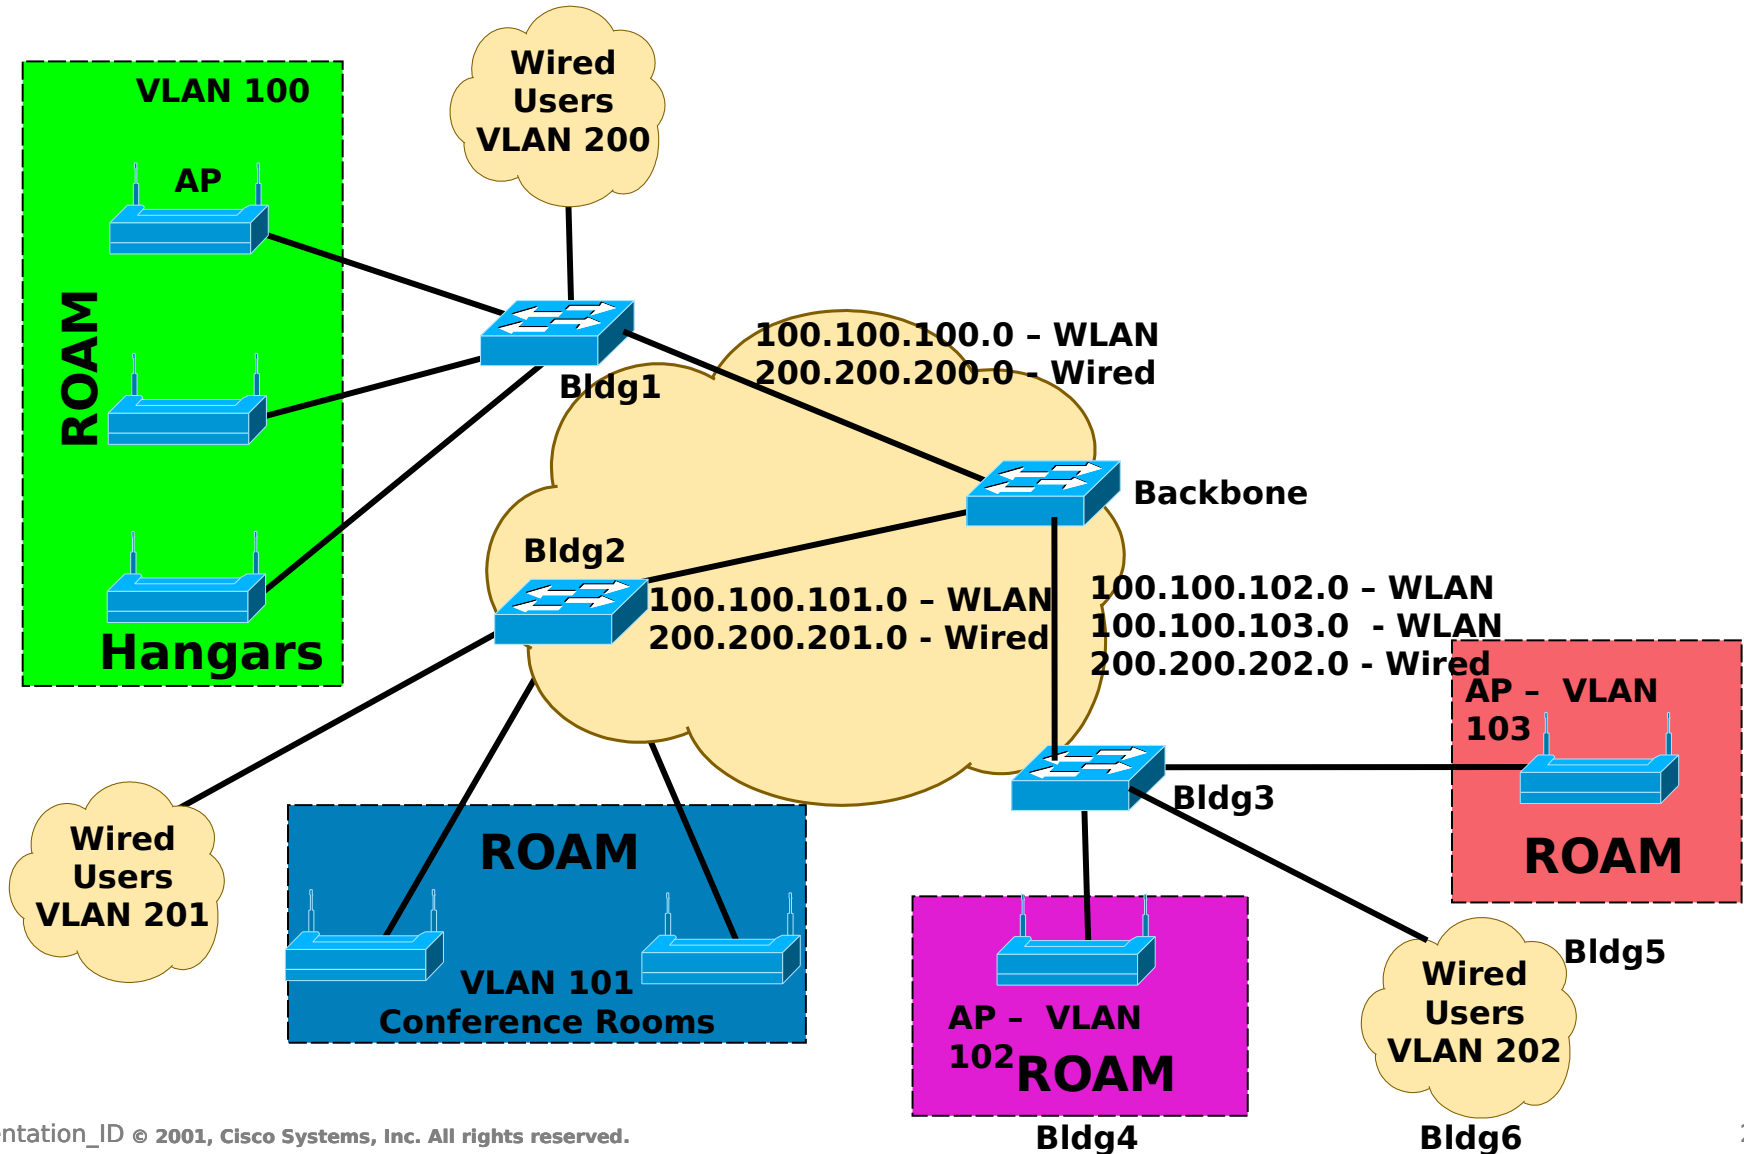 Wired
Users
VLAN 200
VLAN 100
AP
ROAM
Hangars
Bldg1
100.100.100.0 – WLAN
200.200.200.0 - Wired
Backbone
Bldg2
100.100.101.0 – WLAN
200.200.201.0 - Wired
100.100.102.0 – WLAN
100.100.103.0 - WLAN
200.200.202.0 - Wired
AP – VLAN
103
ROAM
Bldg3
Wired
Users
VLAN 201
ROAM
VLAN 101
Conference Rooms
AP – VLAN
102
ROAM
Bldg5
Wired
Users
VLAN 202
Bldg4
Bldg6
entation_ID © 2001, Cisco Systems, Inc. All rights reserved.